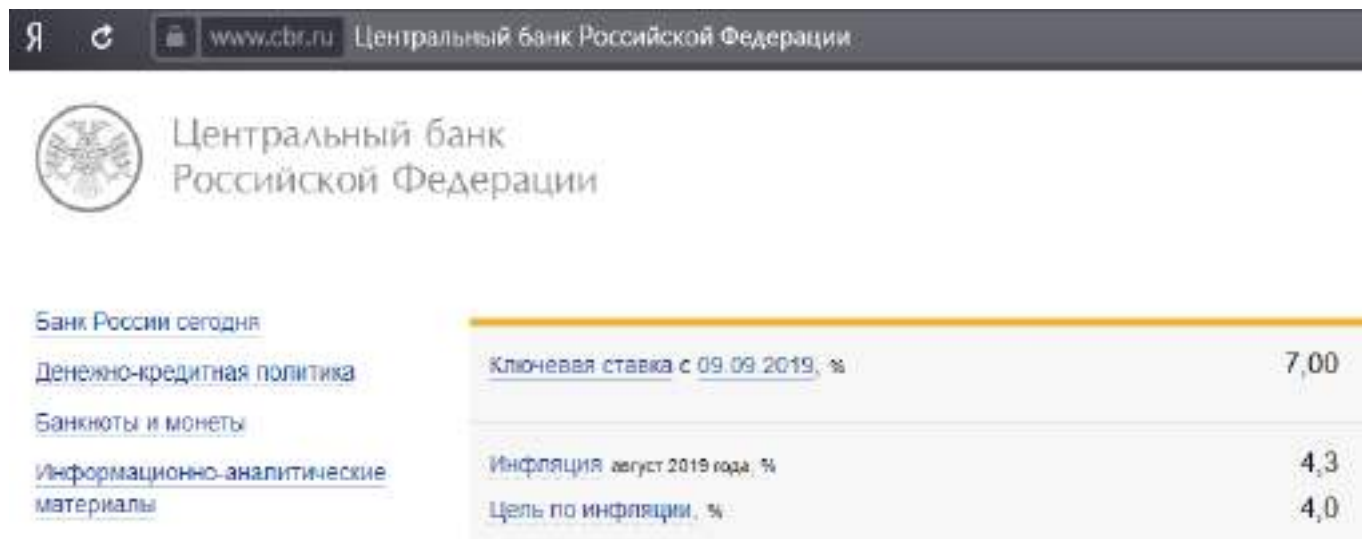 Я www.cbr.ru Центральный банк Российской Федерации
Центральный банк
Российской Федерации
Банк России сегодня
Денежно-кредитная политика
Банкноты и монеты
Информационно-аналитические
материалы
Ключевая ставка с 09.09.2019, % 7,00
Инфляция август 2019 года, % 4,3
Цель по инфляции, % 4,0